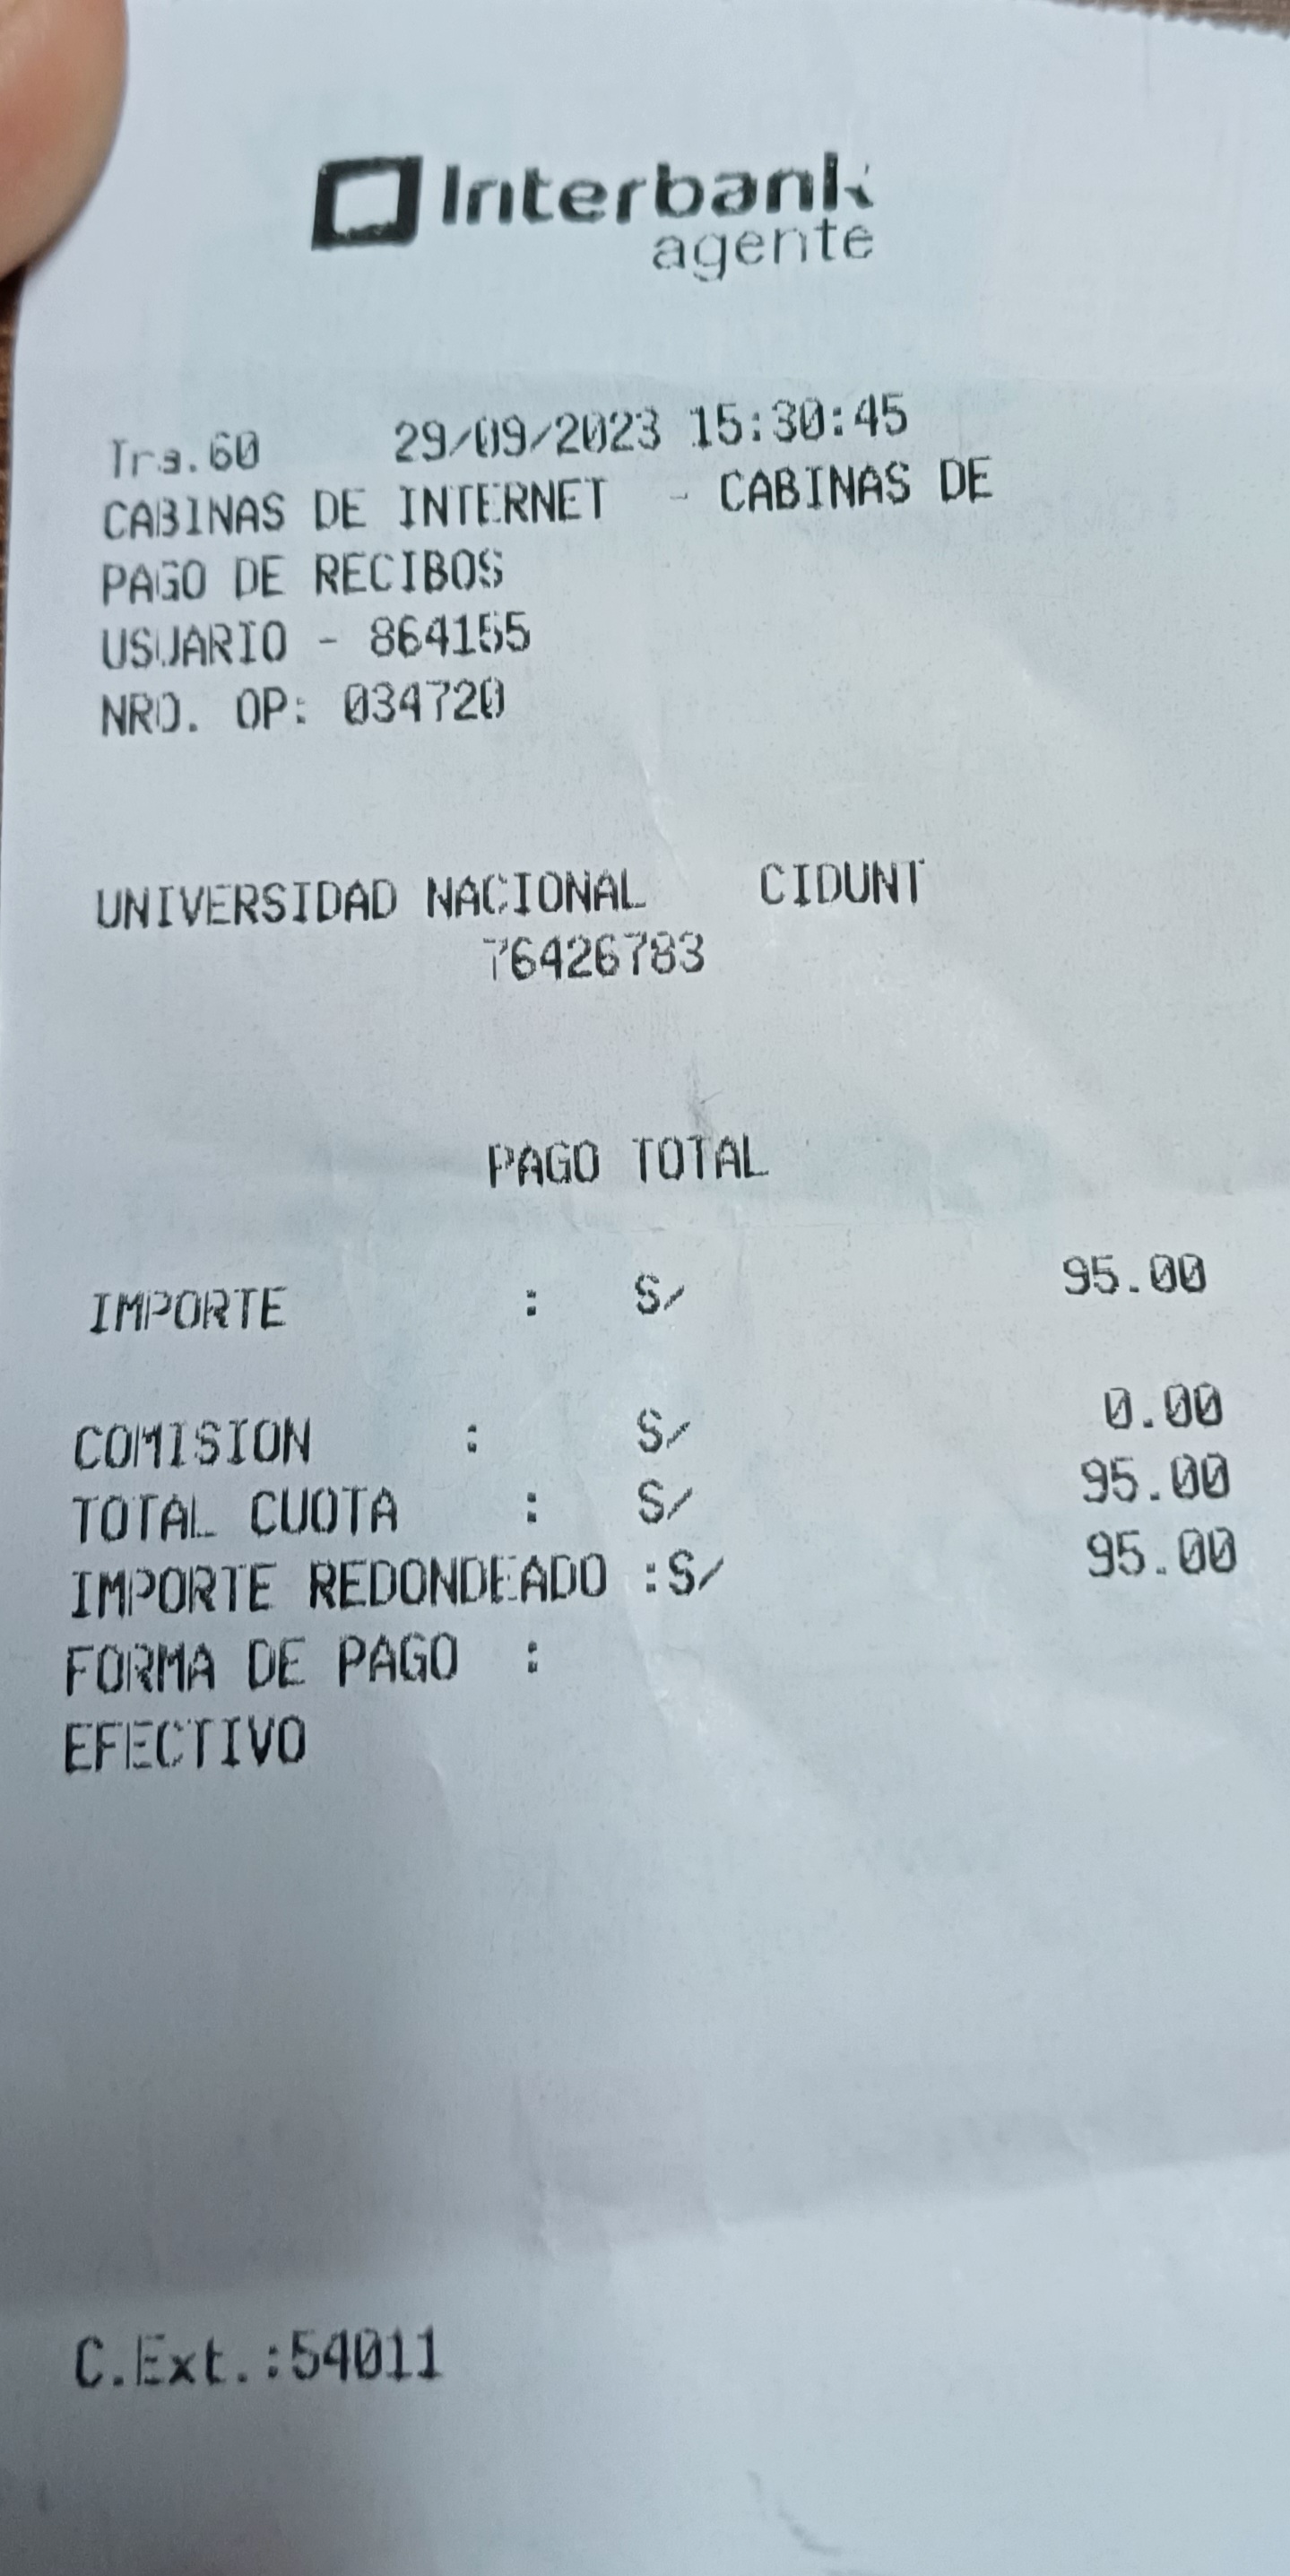 Interbank
agente
Tra.60 29/09/2023 15:30:45
CABINAS DE INTERNET - CABINAS DE
PAGO DE RECIBOS
USUARIO - 864155
NRO. OP: 034720
UNIVERSIDAD NACIONAL CIDUNT
76426783
PAGO TOTAL
IMPORTE : S/ 95.00
COMISION : S/ 0.00
TOTAL CUOTA : S/ 95.00
IMPORTE REDONDEADO :S/ 95.00
FORMA DE PAGO :
EFECTIVO
C.Ext.:54011